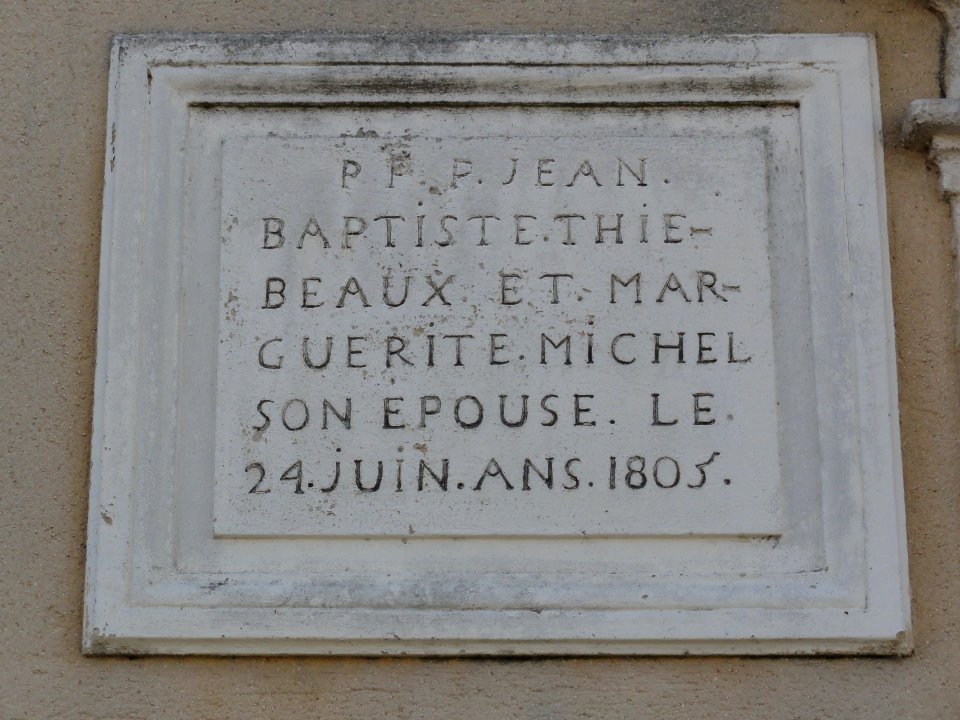 P P P. JEAN.
BAPTISTE.THIE-
BEAUX. ET. MAR-
GUERITE.MICHEL
SON EPOUSE. LE.
24.JUIN.ANS.1805.